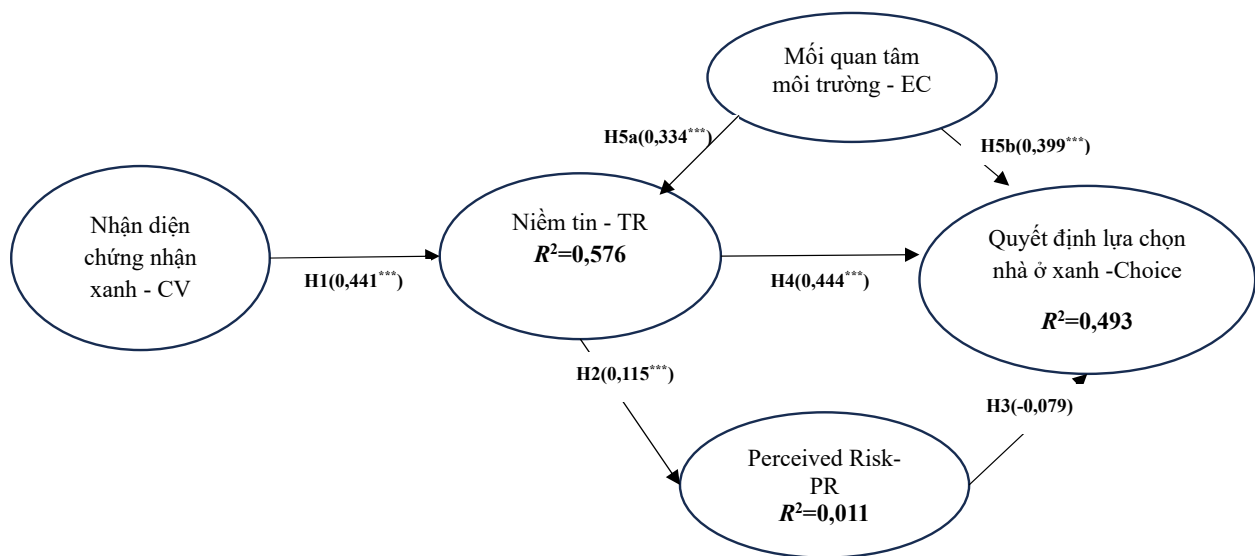 Mối quan tâm
môi trường - EC
H5a(0,334***)
H5b(0,399***)
Nhận diện
chứng nhận
xanh - CV
H1(0,441***)
Niềm tin - TR
R²=0,576
H4(0,444***)
Quyết định lựa chọn
nhà ở xanh -Choice
R²=0,493
H2(0,115***)
H3(-0,079)
Perceived Risk-
PR
R²=0,011